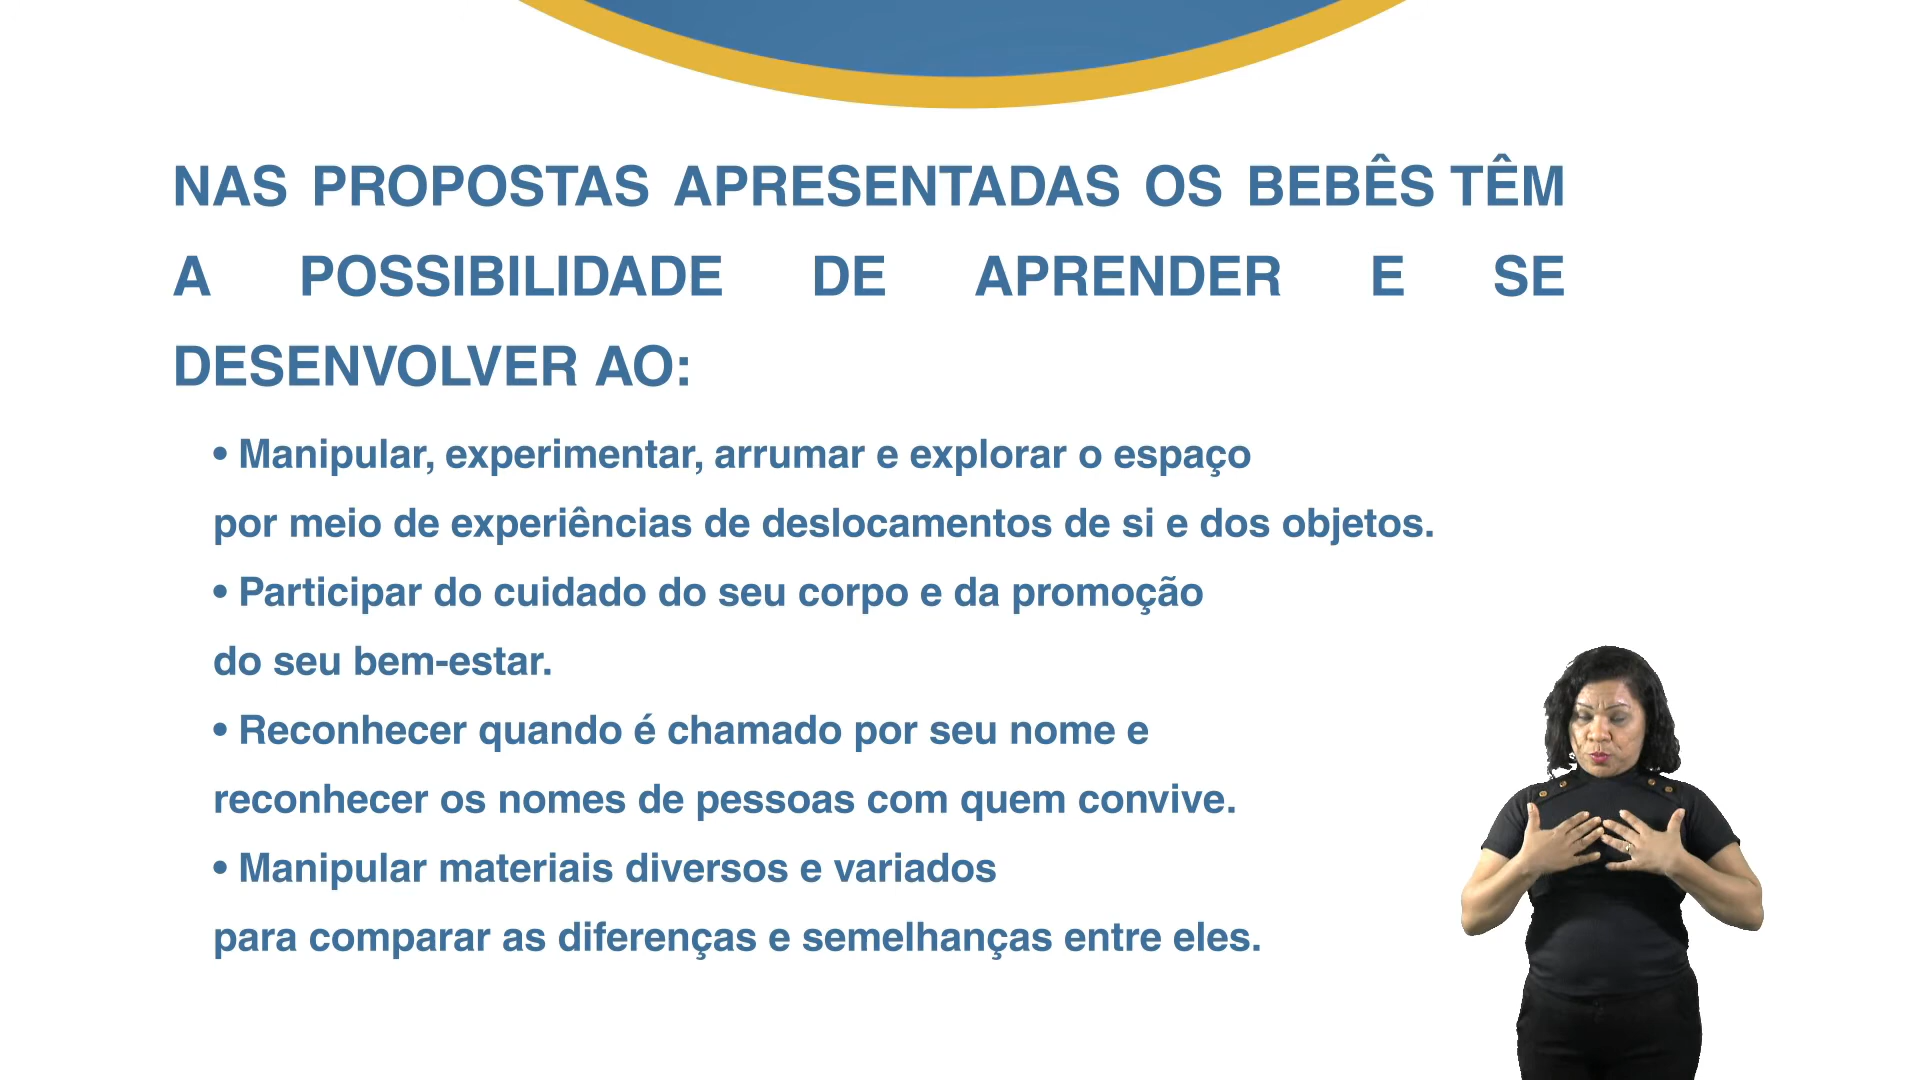 NAS PROPOSTAS APRESENTADAS OS BEBÊS TÊM
A POSSIBILIDADE DE APRENDER E SE
DESENVOLVER AO:
• Manipular, experimentar, arrumar e explorar o espaço
por meio de experiências de deslocamentos de si e dos objetos.
• Participar do cuidado do seu corpo e da promoção
do seu bem-estar.
• Reconhecer quando é chamado por seu nome e
reconhecer os nomes de pessoas com quem convive.
• Manipular materiais diversos e variados
para comparar as diferenças e semelhanças entre eles.